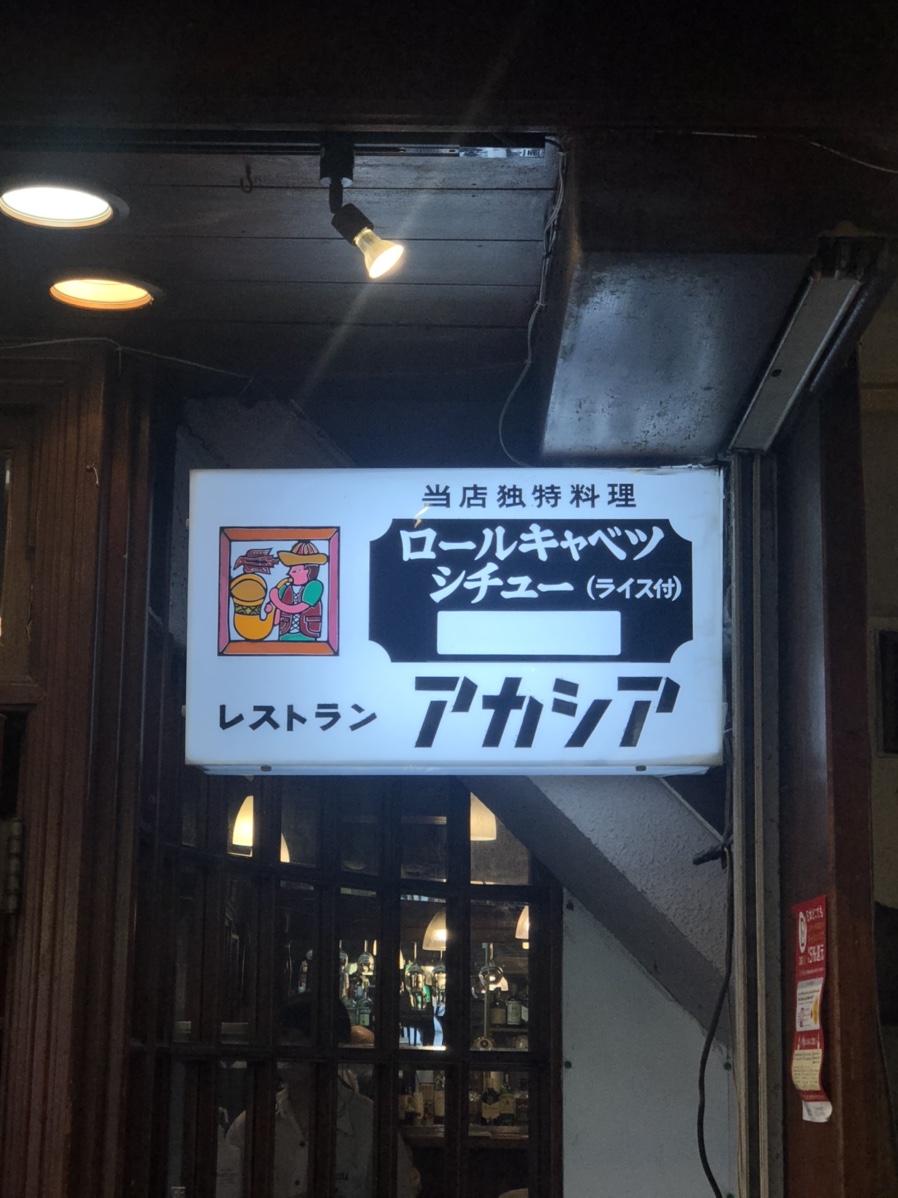 当店独特料理
ロールキャベツ
シチュー（ライス付）
レストラン アカシア